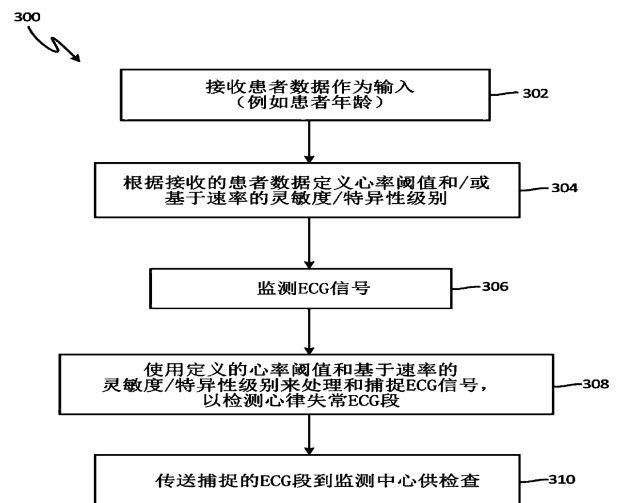 300
接收患者数据作为输入
（例如患者年龄）
302
根据接收的患者数据定义心率阈值和/或
基于速率的灵敏度/特异性级别
304
监测ECG信号
306
使用定义的心率阈值和基于速率的
灵敏度/特异性级别来处理和捕捉ECG信号，
以检测心律失常ECG段
308
传送捕捉的ECG段到监测中心供检查
310